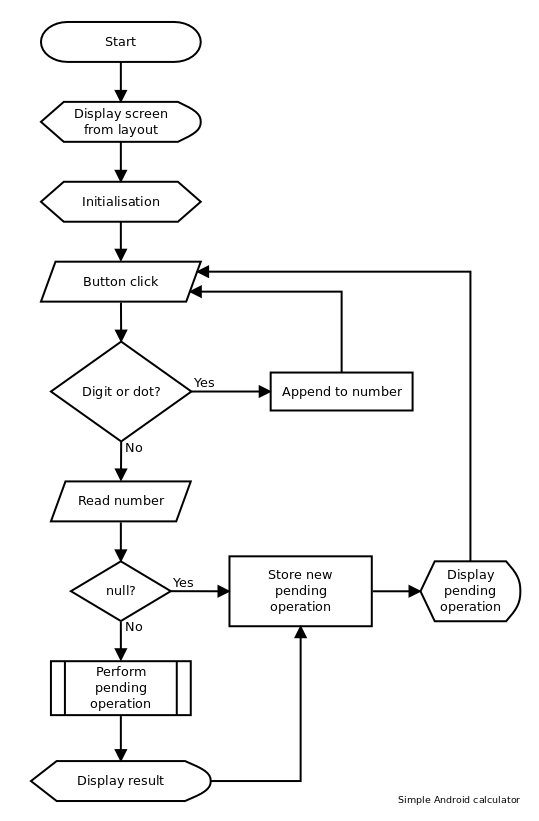 Start
Display screen
from layout
Initialisation
Button click
Digit or dot?
Yes
Append to number
No
Read number
null?
Yes
Store new
pending
operation
Display
pending
operation
No
Perform
pending
operation
Display result
Simple Android calculator